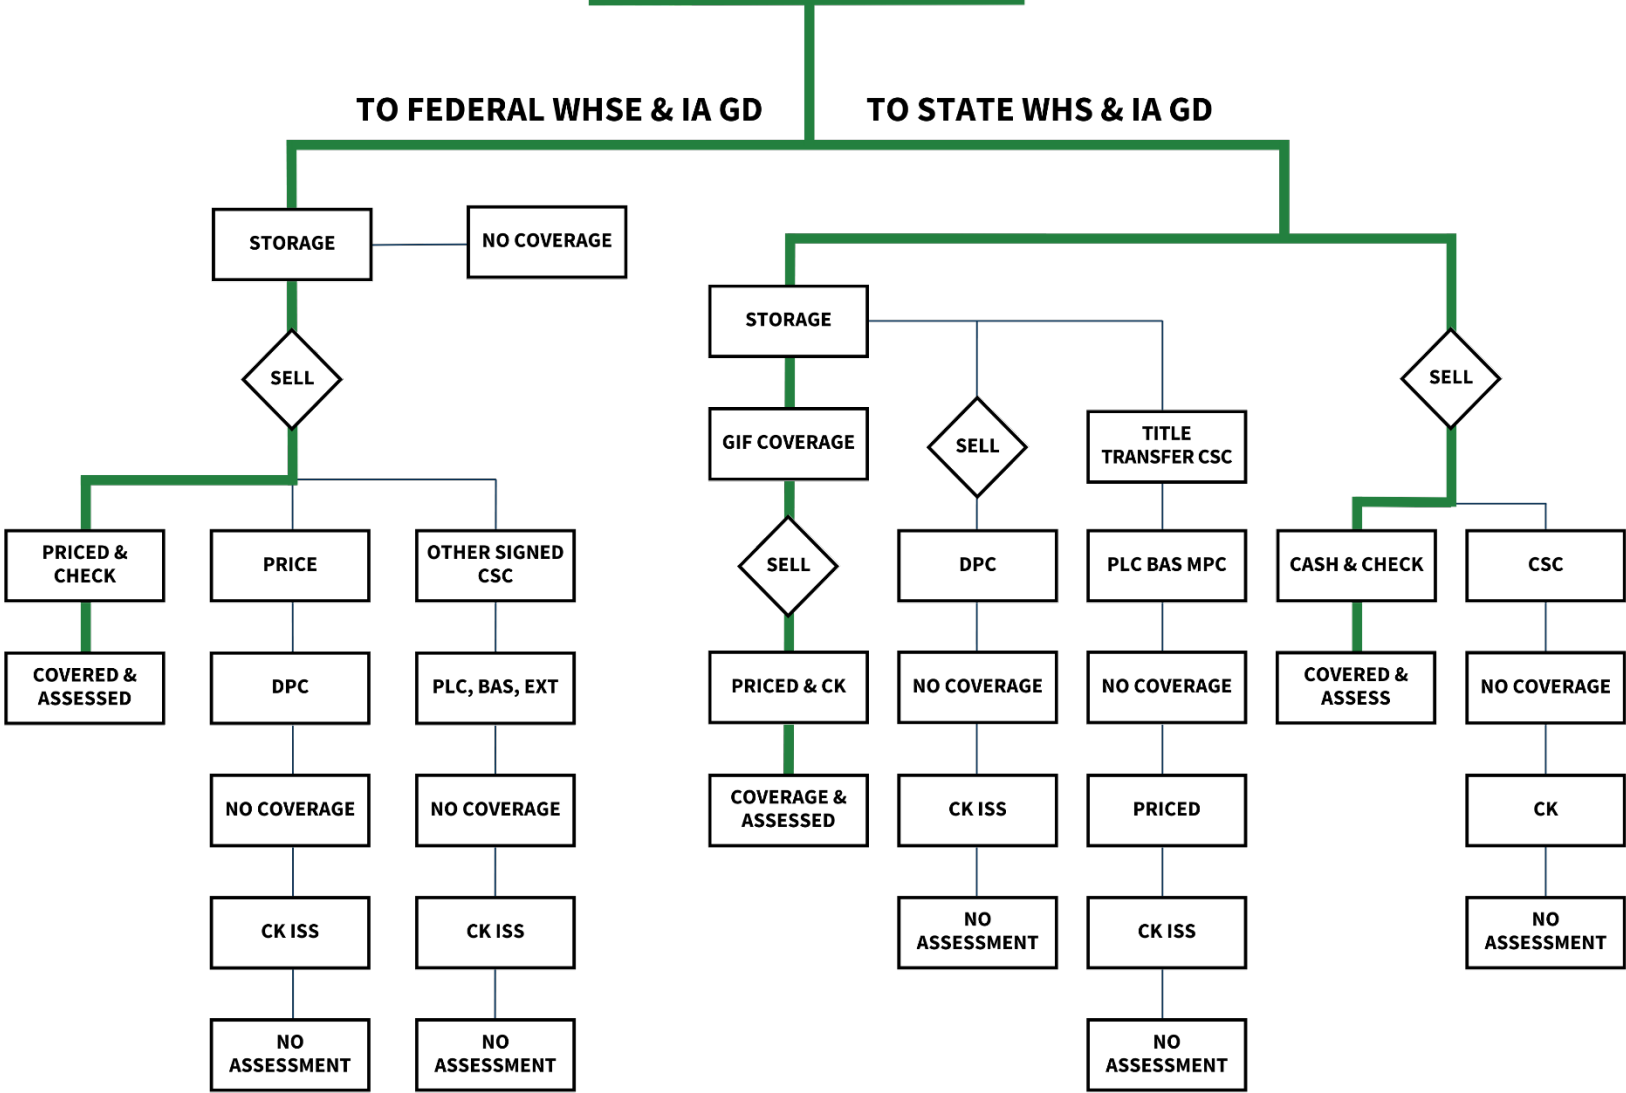 TO FEDERAL WHSE & IA GD
TO STATE WHS & IA GD
STORAGE
NO COVERAGE
SELL
PRICED &
CHECK
COVERED &
ASSESSED
PRICE
DPC
NO COVERAGE
CK ISS
NO
ASSESSMENT
OTHER SIGNED
CSC
PLC, BAS, EXT
NO COVERAGE
CK ISS
NO
ASSESSMENT
STORAGE
GIF COVERAGE
SELL
PRICED & CK
COVERAGE &
ASSESSED
SELL
DPC
NO COVERAGE
CK ISS
NO
ASSESSMENT
TITLE
TRANSFER CSC
PLC BAS MPC
NO COVERAGE
PRICED
CK ISS
NO
ASSESSMENT
SELL
CASH & CHECK
COVERED &
ASSESS
CSC
NO COVERAGE
CK
NO
ASSESSMENT